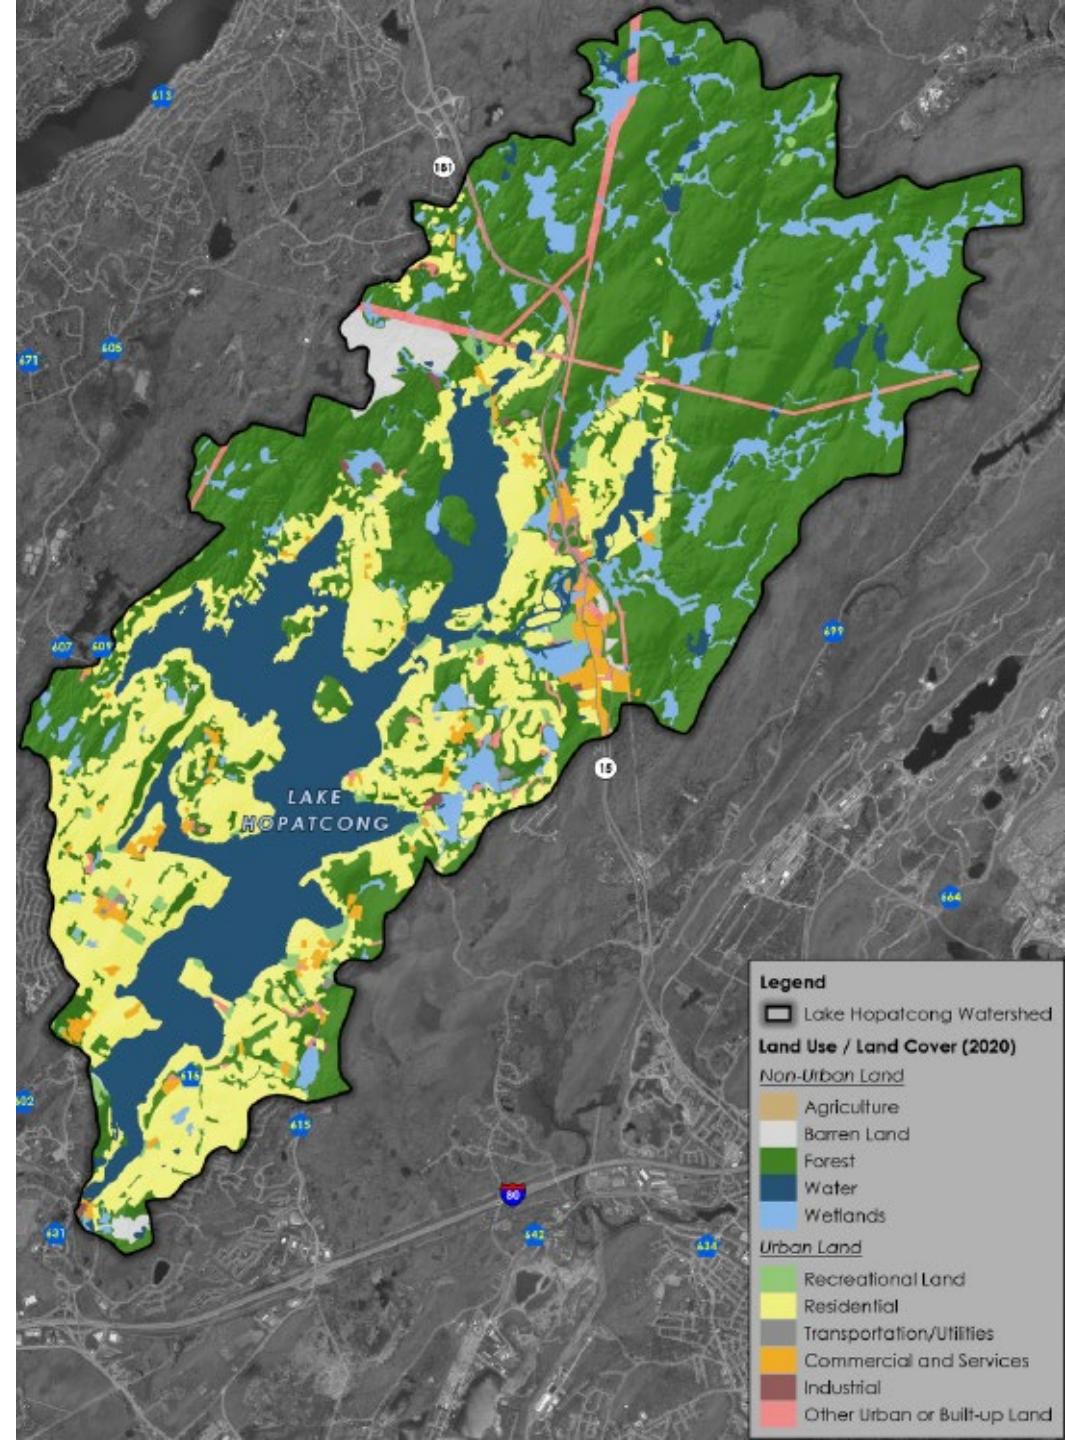 613
181
605
671
607
609
699
LAKE
HOPATCONG
15
664
616
602
615
80
631
642
634
Legend
Lake Hopatcong Watershed
Land Use / Land Cover (2020)
Non-Urban Land
Agriculture
Barren Land
Forest
Water
Wetlands
Urban Land
Recreational Land
Residential
Transportation/Utilities
Commercial and Services
Industrial
Other Urban or Built-up Land